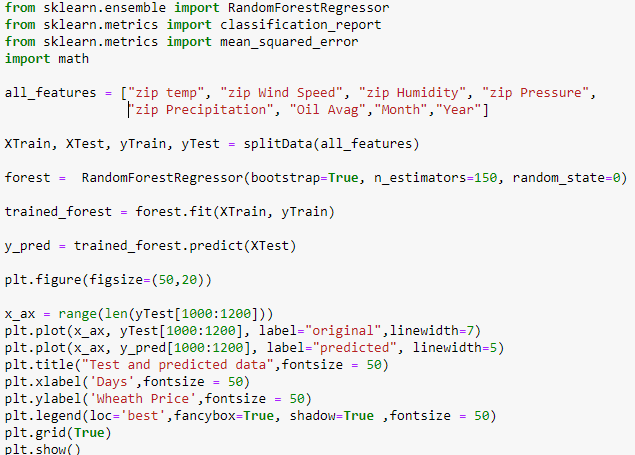 from sklearn.ensemble import RandomForestRegressor
from sklearn.metrics import classification_report
from sklearn.metrics import mean_squared_error
import math
all_features = ["zip temp", "zip Wind Speed", "zip Humidity", "zip Pressure",
"zip Precipitation", "Oil Avag","Month","Year"]
XTrain, XTest, yTrain, yTest = splitData(all_features)
forest =  RandomForestRegressor(bootstrap=True, n_estimators=150, random_state=0)
trained_forest = forest.fit(XTrain, yTrain)
y_pred = trained_forest.predict(XTest)
plt.figure(figsize=(50,20))
x_ax = range(len(yTest[1000:1200]))
plt.plot(x_ax, yTest[1000:1200], label="original",linewidth=7)
plt.plot(x_ax, y_pred[1000:1200], label="predicted", linewidth=5)
plt.title("Test and predicted data",fontsize = 50)
plt.xlabel('Days',fontsize = 50)
plt.ylabel('Wheath Price',fontsize = 50)
plt.legend(loc='best',fancybox=True, shadow=True ,fontsize = 50)
plt.grid(True)
plt.show()